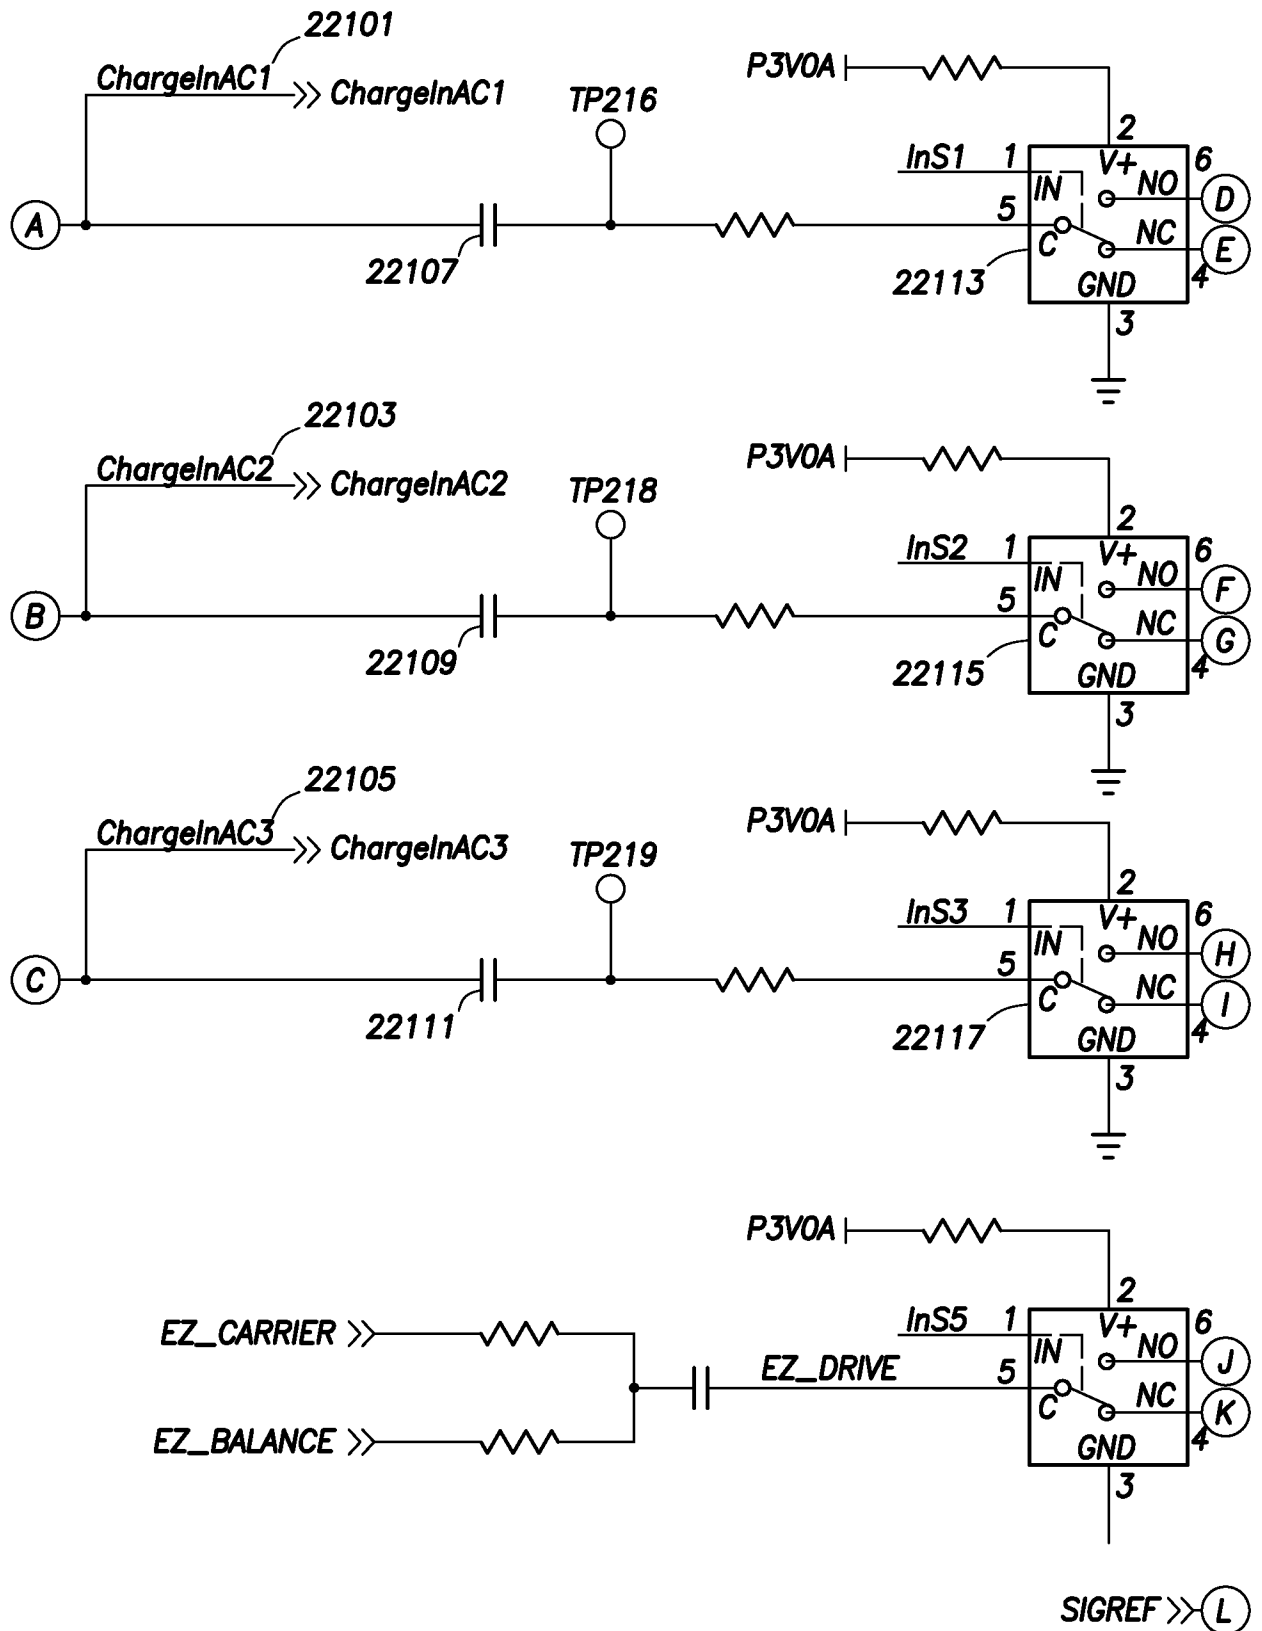 22101
ChargeInAC1
ChargeInAC1
TP216
P3V0A
2
InS1
1
V+
6
IN
NO
D
A
5
C
NC
E
22107
22113
GND
4
3
22103
ChargeInAC2
ChargeInAC2
TP218
P3V0A
2
InS2
1
V+
6
IN
NO
F
B
5
C
NC
G
22109
22115
GND
4
3
22105
ChargeInAC3
ChargeInAC3
TP219
P3V0A
2
InS3
1
V+
6
IN
NO
H
C
5
C
NC
I
22111
22117
GND
4
3
P3V0A
2
InS5
1
V+
6
EZ_CARRIER
IN
NO
J
EZ_DRIVE
5
C
NC
K
EZ_BALANCE
GND
4
3
SIGREF
L